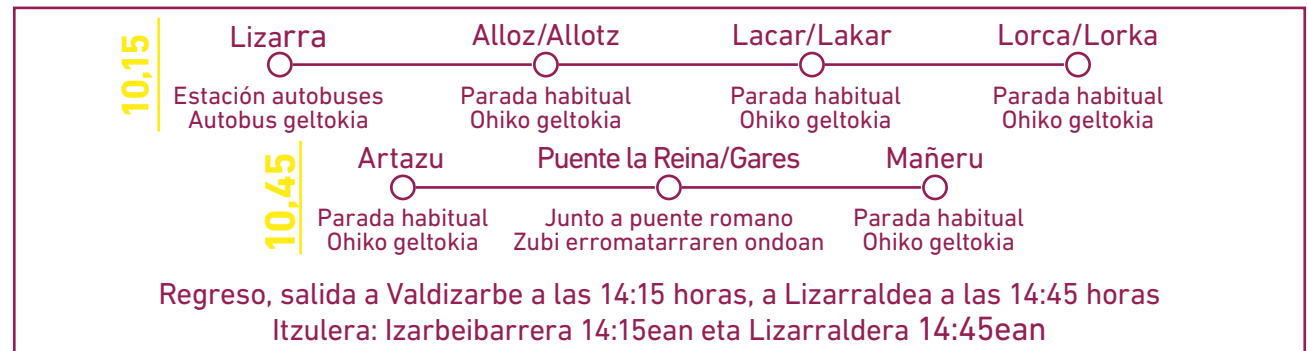 10,15
Lizarra Alloz/Allotz Lacar/Lakar Lorca/Lorka
Estación autobuses Parada habitual Parada habitual Parada habitual
Autobus geltokia Ohiko geltokia Ohiko geltokia Ohiko geltokia
10,45
Artazu Puente la Reina/Gares Mañeru
Parada habitual Junto a puente romano Parada habitual
Ohiko geltokia Zubi erromatarraren ondoan Ohiko geltokia
Regreso, salida a Valdizarbe a las 14:15 horas, a Lizarraldea a las 14:45 horas
Itzulera: Izarbeibarrera 14:15ean eta Lizarraldera 14:45ean